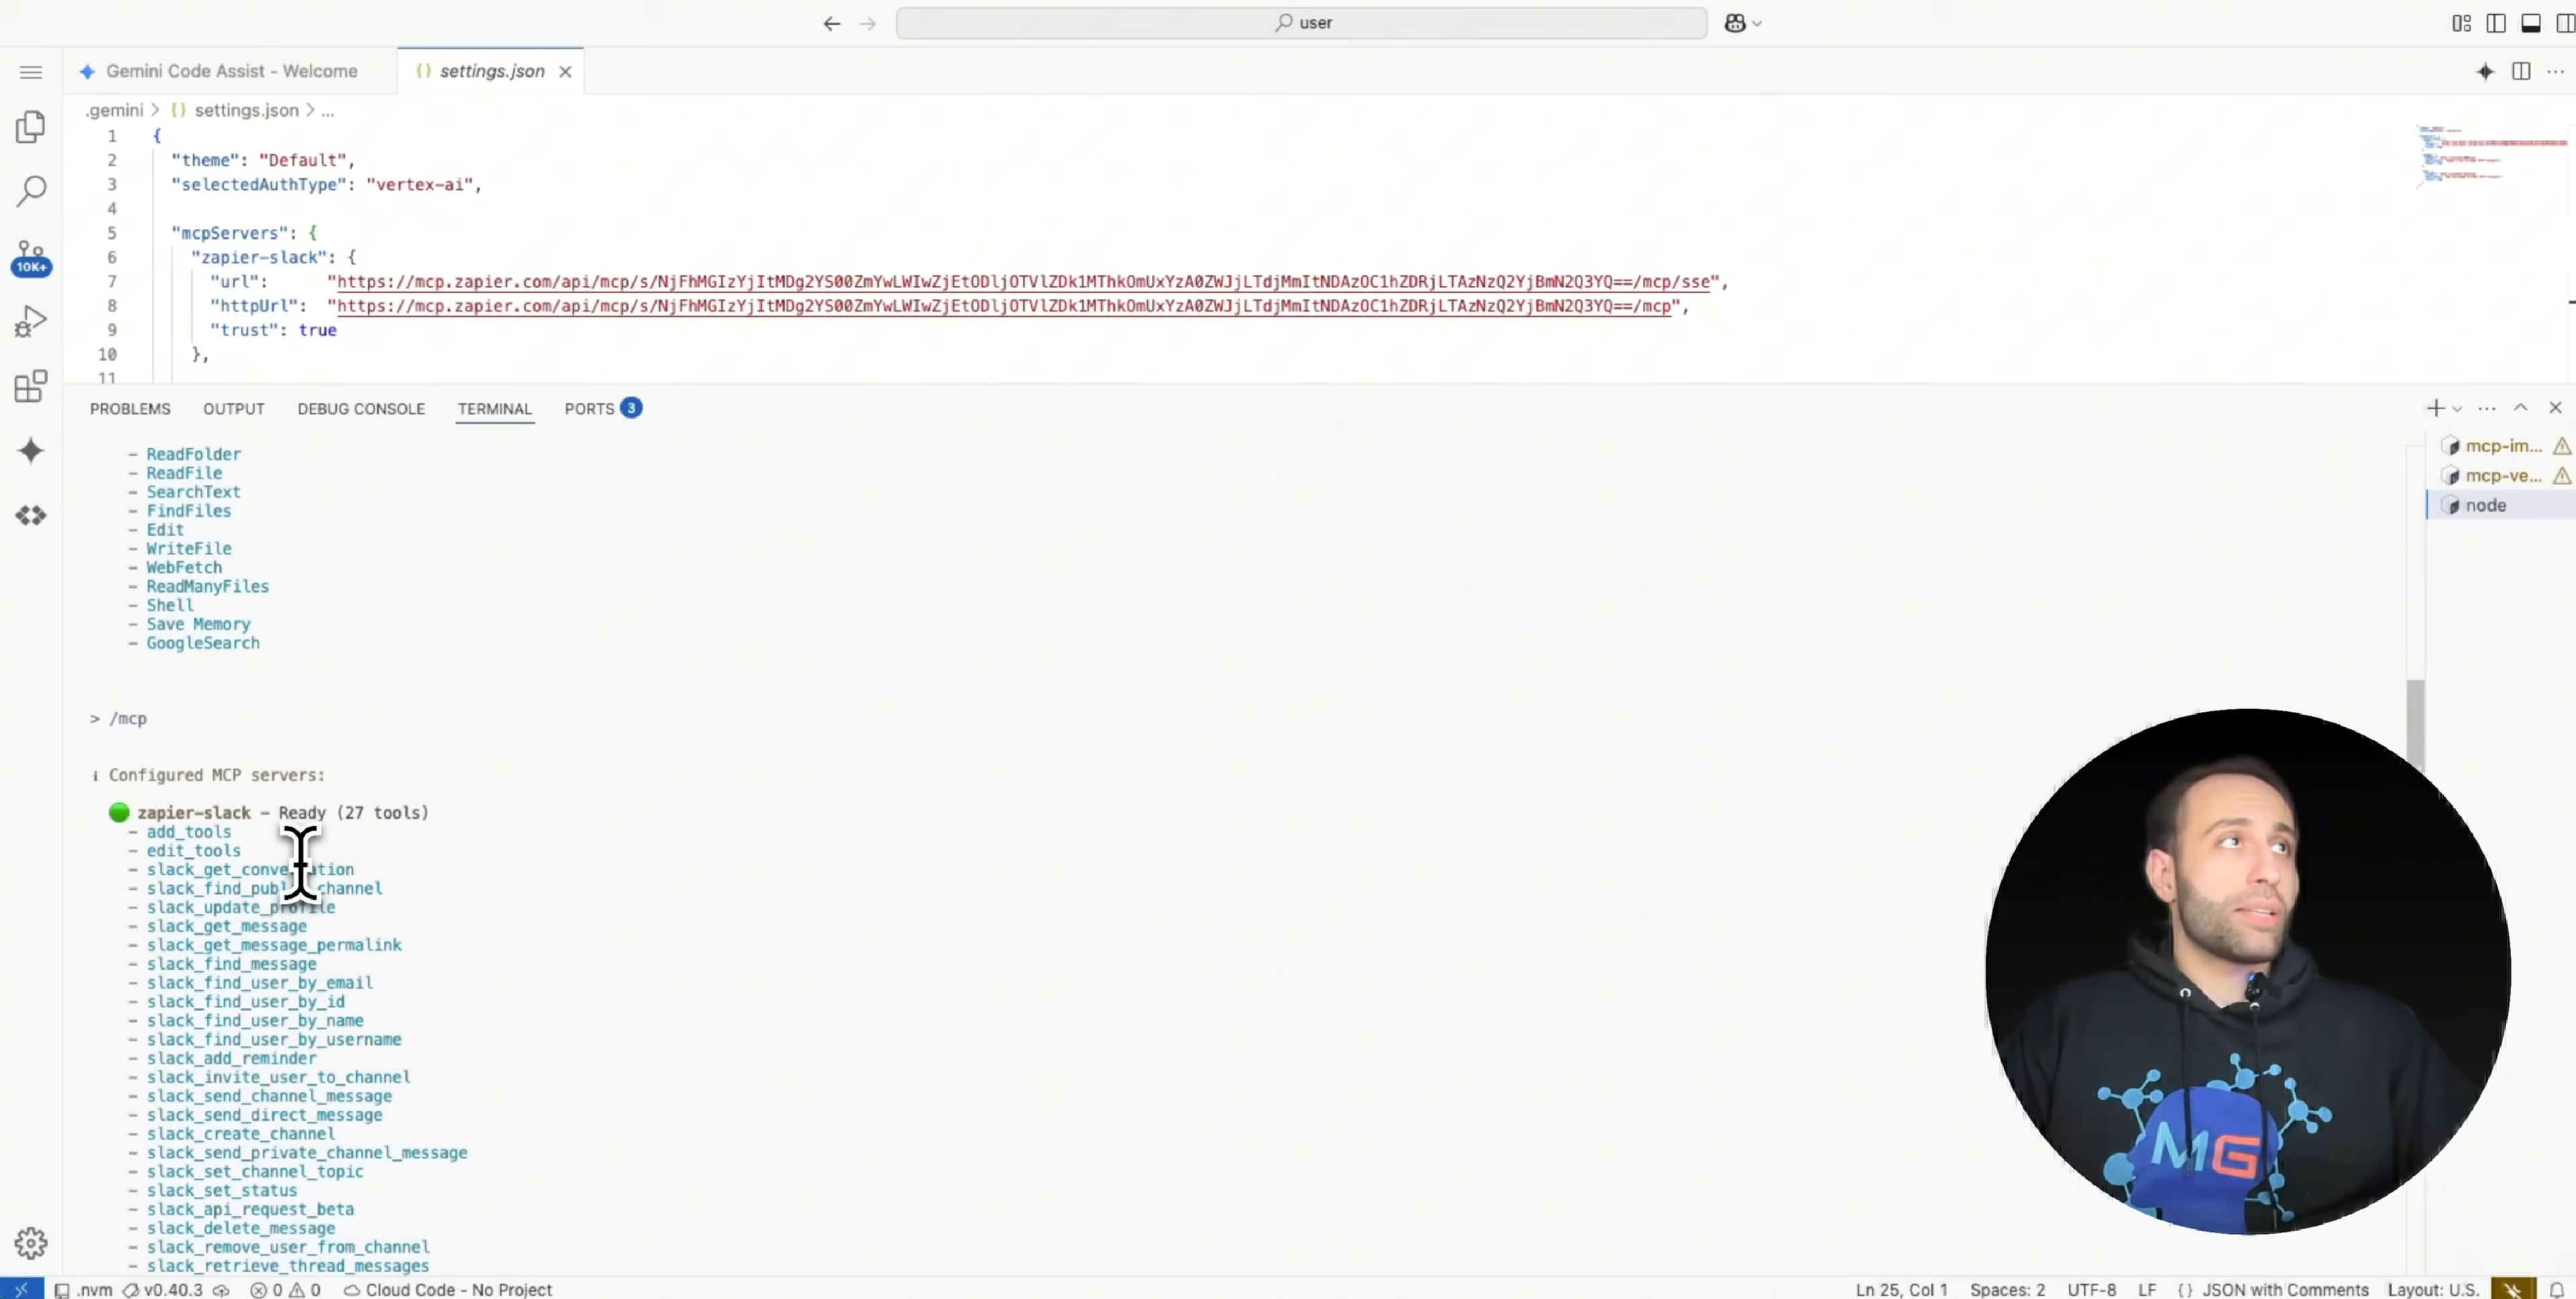 user
Gemini Code Assist - Welcome
{} settings.json
.gemini > {} settings.json > ...
1 {
2 "theme": "Default",
3 "selectedAuthType": "vertex-ai",
4
5 "mcpServers": {
6 "zapier-slack": {
7 "url": "https://mcp.zapier.com/api/mcp/s/NjFhMGIzYjItMDg2YS00ZmYwLWIwZjEtODljOTVlZDk1MThkOmUxYzA0ZWJjLTdjMmItNDAzOC1hZDRjLTAzNzQ2YjBmN2Q3YQ==/mcp/sse",
8 "httpUrl": "https://mcp.zapier.com/api/mcp/s/NjFhMGIzYjItMDg2YS00ZmYwLWIwZjEtODljOTVlZDk1MThkOmUxYzA0ZWJjLTdjMmItNDAzOC1hZDRjLTAzNzQ2YjBmN2Q3YQ==/mcp",
9 "trust": true
10 },
11
10K+
PROBLEMS OUTPUT DEBUG CONSOLE TERMINAL PORTS 3
mcp-im...
mcp-ve...
node
- ReadFolder
- ReadFile
- SearchText
- FindFiles
- Edit
- WriteFile
- WebFetch
- ReadManyFiles
- Shell
- Save Memory
- GoogleSearch
> /mcp
ℹ Configured MCP servers:
zapier-slack - Ready (27 tools)
- add_tools
- edit_tools
- slack_get_conversation
- slack_find_public_channel
- slack_update_profile
- slack_get_message
- slack_get_message_permalink
- slack_find_message
- slack_find_user_by_email
- slack_find_user_by_id
- slack_find_user_by_name
- slack_find_user_by_username
- slack_add_reminder
- slack_invite_user_to_channel
- slack_send_channel_message
- slack_send_direct_message
- slack_create_channel
- slack_send_private_channel_message
- slack_set_channel_topic
- slack_set_status
- slack_api_request_beta
- slack_delete_message
- slack_remove_user_from_channel
- slack_retrieve_thread_messages
MG
.nvm v0.40.3 0 0 Cloud Code - No Project Ln 25, Col 1 Spaces: 2 UTF-8 LF {} JSON with Comments Layout: U.S.